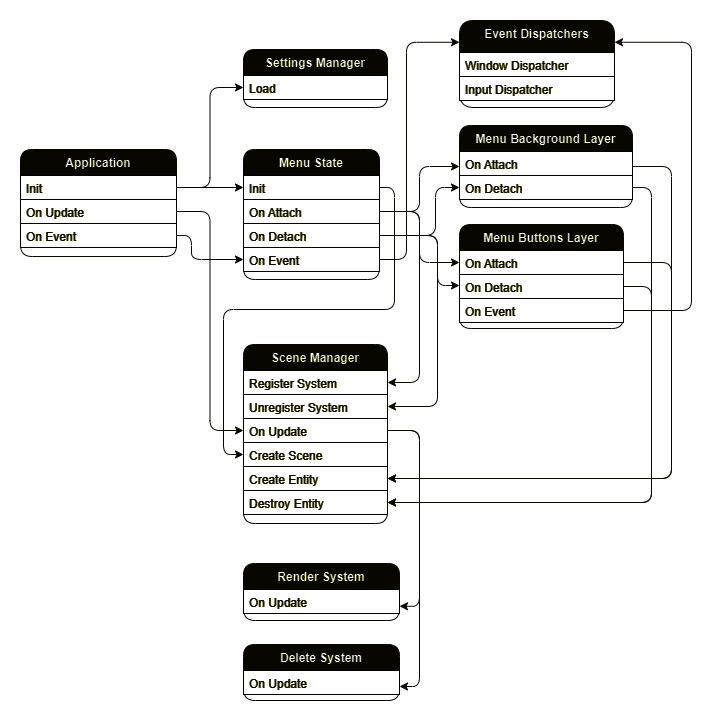 Application
Init
On Update
On Event
Settings Manager
Load
Menu State
Init
On Attach
On Detach
On Event
Event Dispatchers
Window Dispatcher
Input Dispatcher
Menu Background Layer
On Attach
On Detach
Menu Buttons Layer
On Attach
On Detach
On Event
Scene Manager
Register System
Unregister System
On Update
Create Scene
Create Entity
Destroy Entity
Render System
On Update
Delete System
On Update